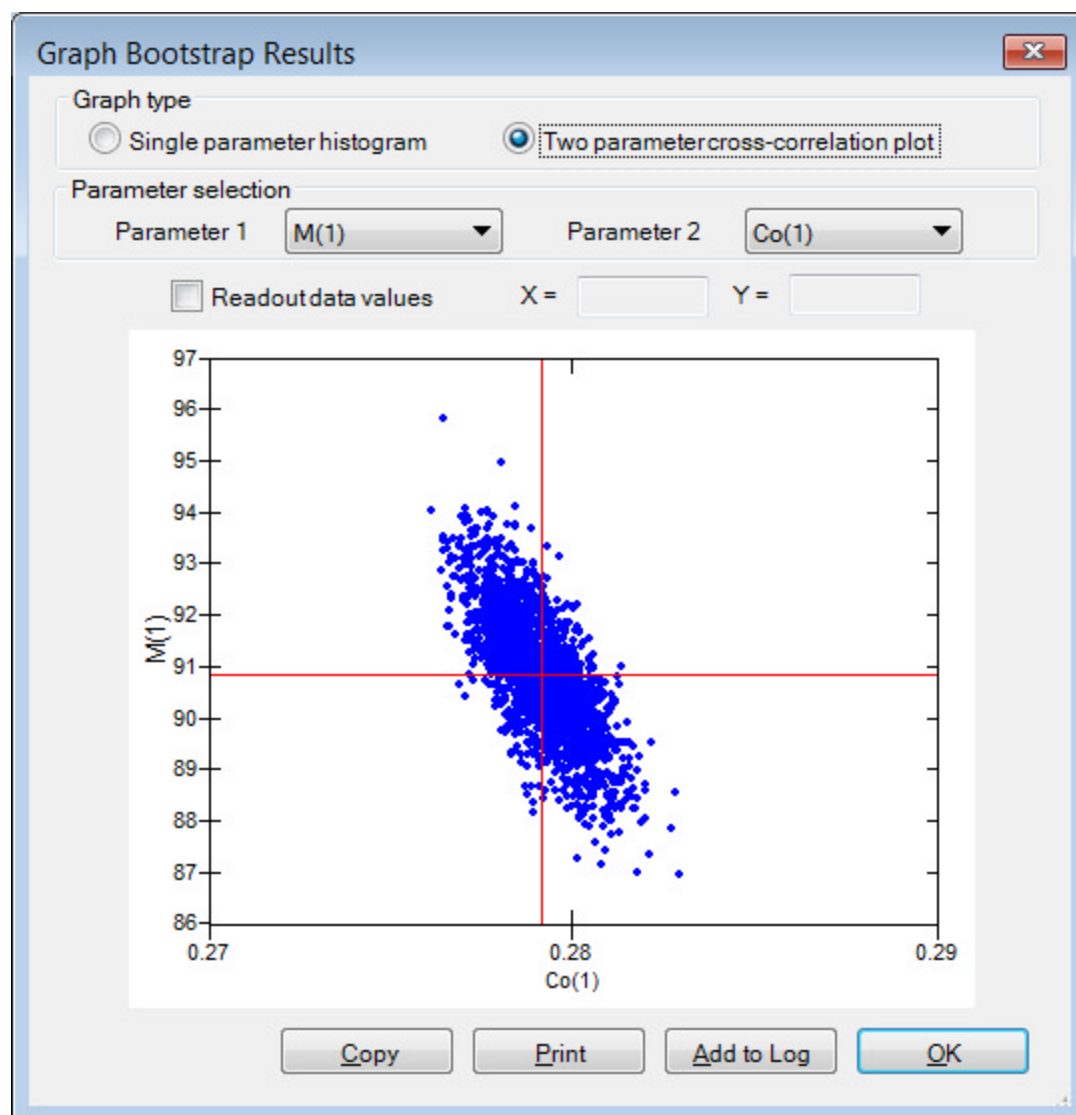 Graph Bootstrap Results
Graph type
Single parameter histogram
Two parameter cross-correlation plot
Parameter selection
Parameter 1
M(1)
Parameter 2
Co(1)
Readout data values
X =
Y =
97
96
95
94
93
92
91
90
89
88
87
86
M(1)
0.27
0.28
0.29
Co(1)
Copy
Print
Add to Log
OK